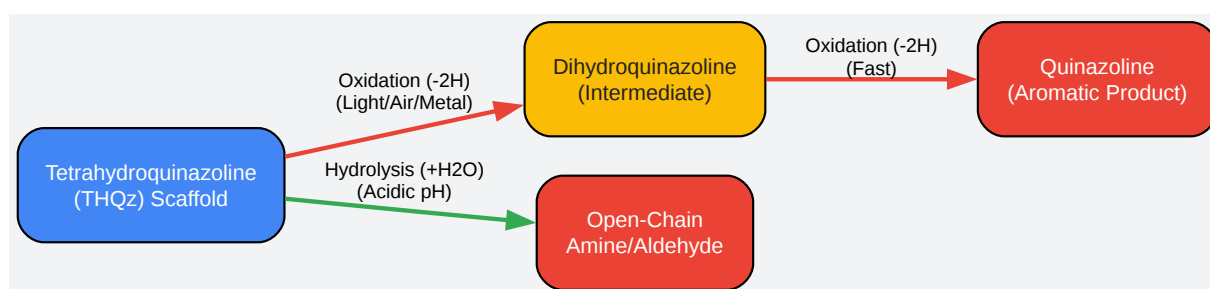 Tetrahydroquinazoline
(THQz) Scaffold
Oxidation (-2H)
(Light/Air/Metal)
Hydrolysis (+H2O)
(Acidic pH)
Dihydroquinazoline
(Intermediate)
Open-Chain
Amine/Aldehyde
Oxidation (-2H)
(Fast)
Quinazoline
(Aromatic Product)